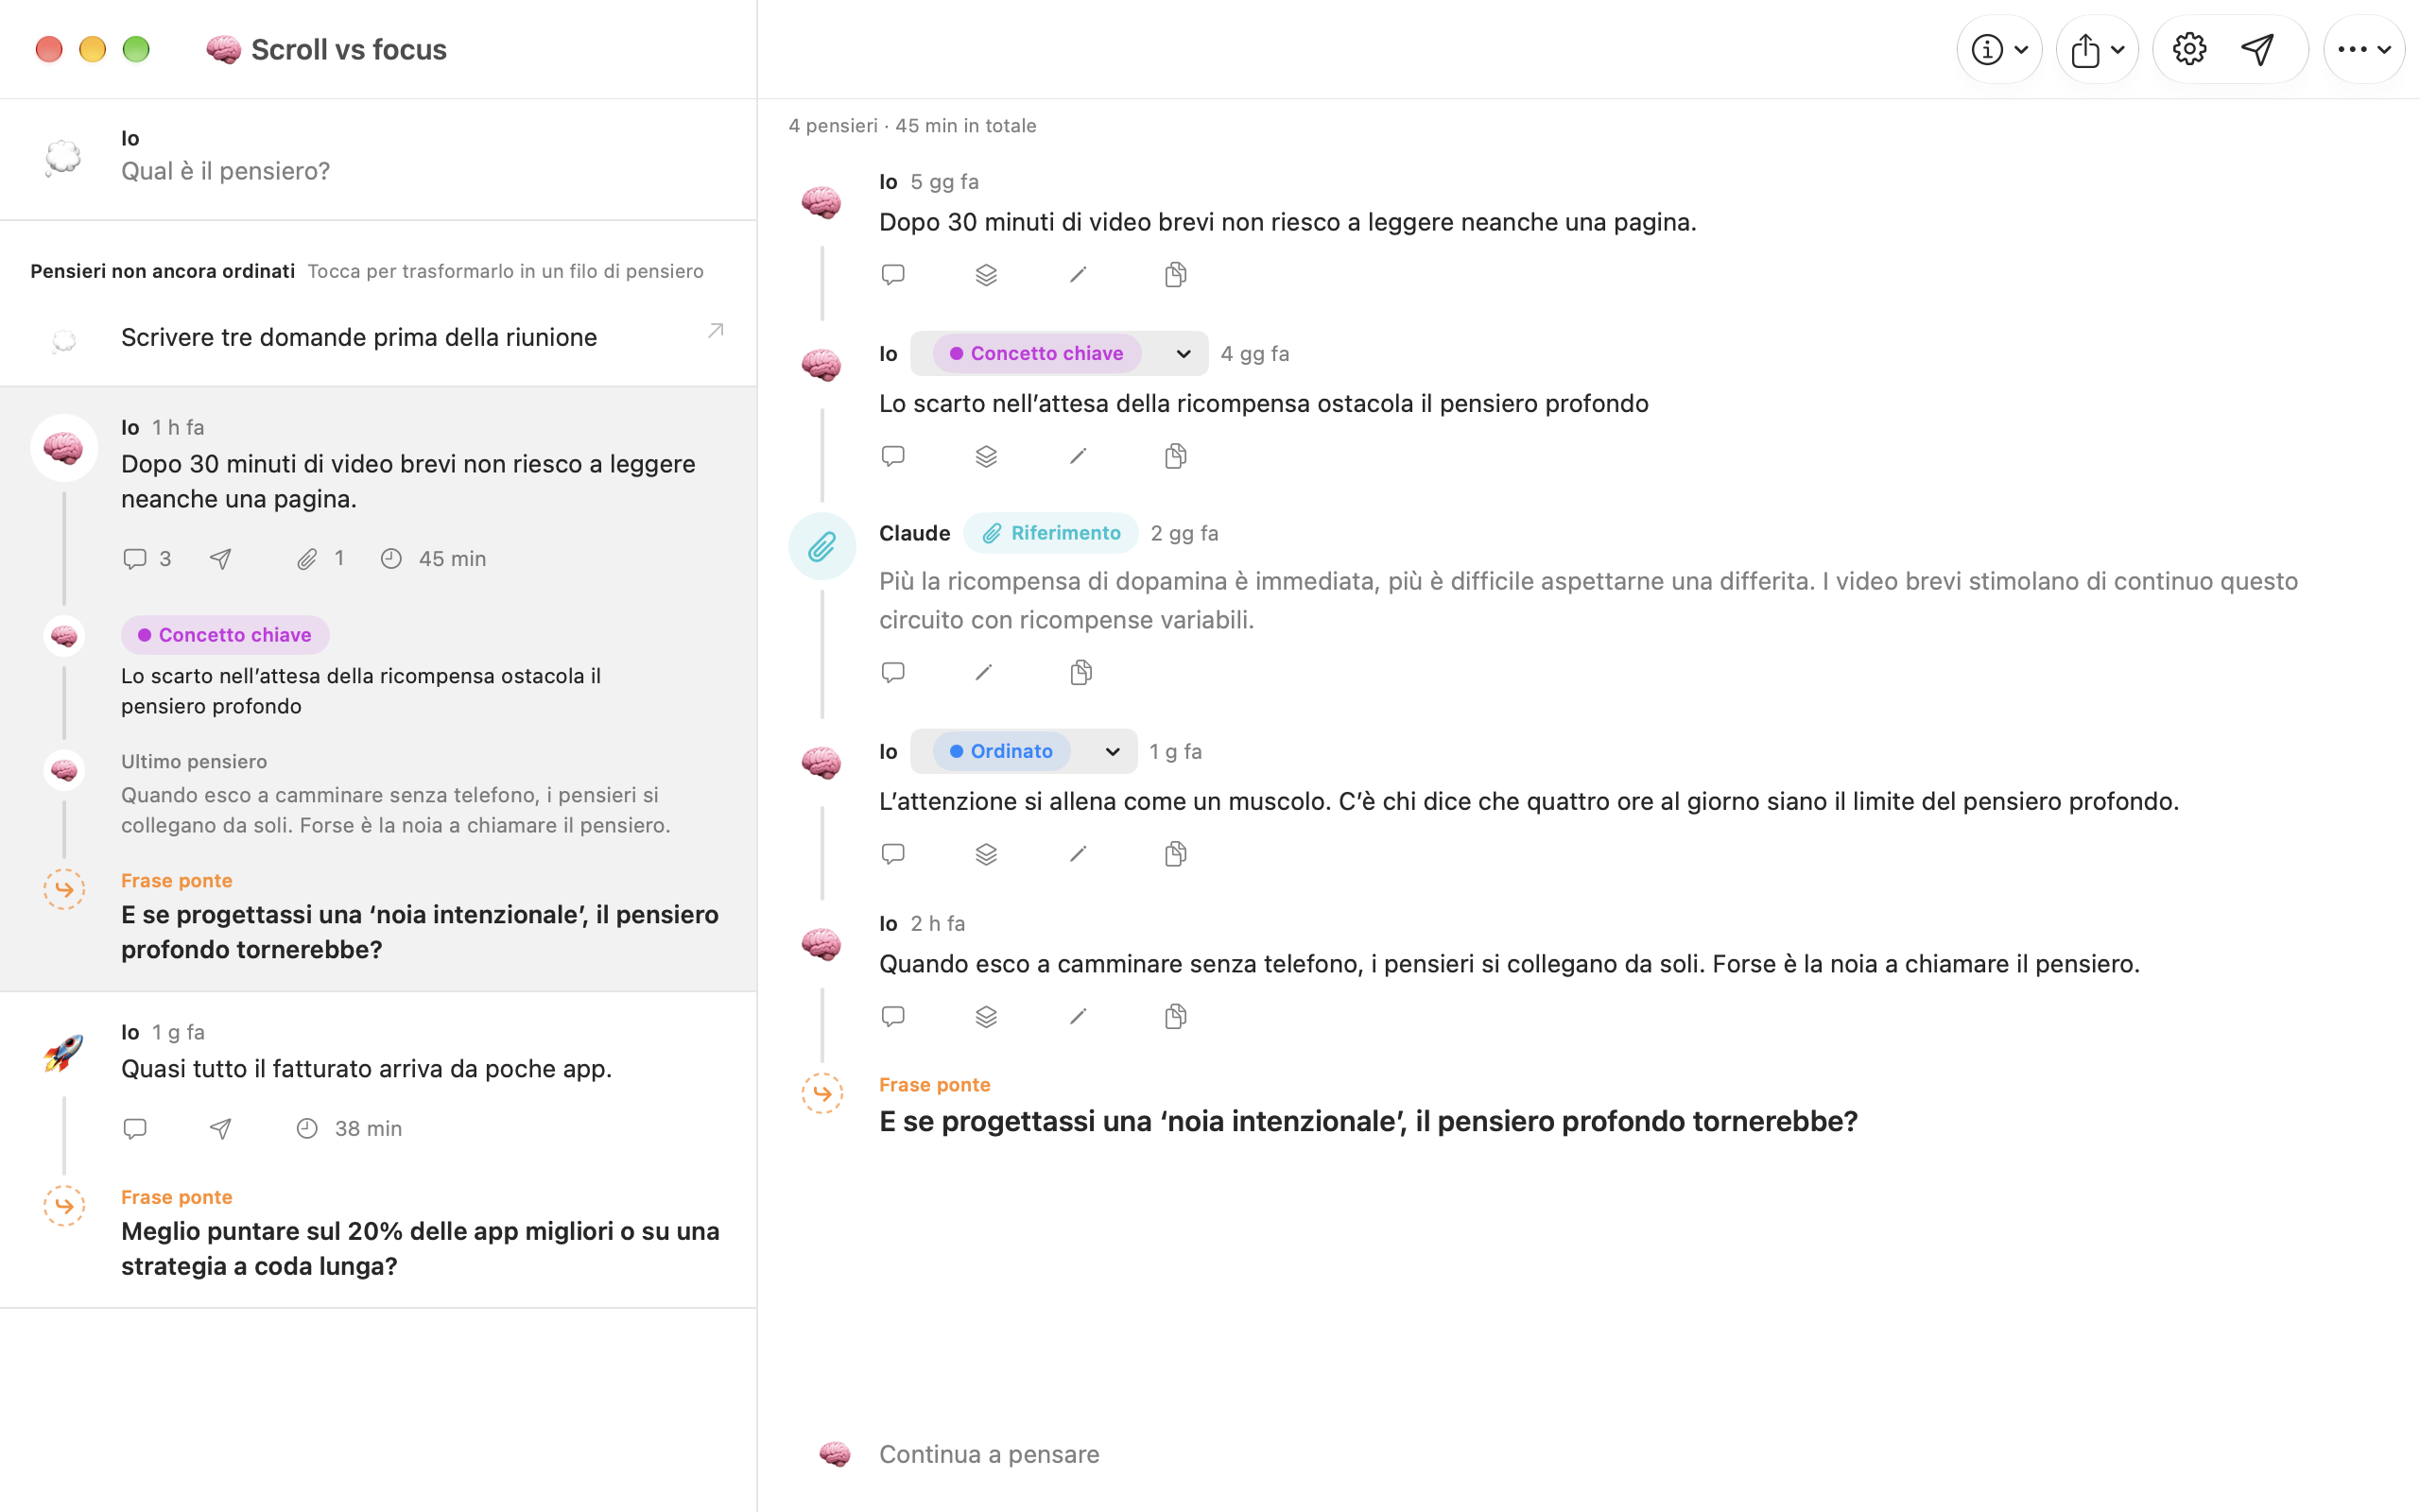 Scroll vs focus
Io
Qual è il pensiero?
Pensieri non ancora ordinati Tocca per trasformarlo in un filo di pensiero
Scrivere tre domande prima della riunione
Io 1 h fa
Dopo 30 minuti di video brevi non riesco a leggere
neanche una pagina.
3 1 45 min
Concetto chiave
Lo scarto nell’attesa della ricompensa ostacola il
pensiero profondo
Ultimo pensiero
Quando esco a camminare senza telefono, i pensieri si
collegano da soli. Forse è la noia a chiamare il pensiero.
Frase ponte
E se progettassi una ‘noia intenzionale’, il pensiero
profondo tornerebbe?
Io 1 g fa
Quasi tutto il fatturato arriva da poche app.
38 min
Frase ponte
Meglio puntare sul 20% delle app migliori o su una
strategia a coda lunga?
4 pensieri · 45 min in totale
Io 5 gg fa
Dopo 30 minuti di video brevi non riesco a leggere neanche una pagina.
Io Concetto chiave 4 gg fa
Lo scarto nell’attesa della ricompensa ostacola il pensiero profondo
Claude Riferimento 2 gg fa
Più la ricompensa di dopamina è immediata, più è difficile aspettarne una differita. I video brevi stimolano di continuo questo
circuito con ricompense variabili.
Io Ordinato 1 g fa
L’attenzione si allena come un muscolo. C’è chi dice che quattro ore al giorno siano il limite del pensiero profondo.
Io 2 h fa
Quando esco a camminare senza telefono, i pensieri si collegano da soli. Forse è la noia a chiamare il pensiero.
Frase ponte
E se progettassi una ‘noia intenzionale’, il pensiero profondo tornerebbe?
Continua a pensare